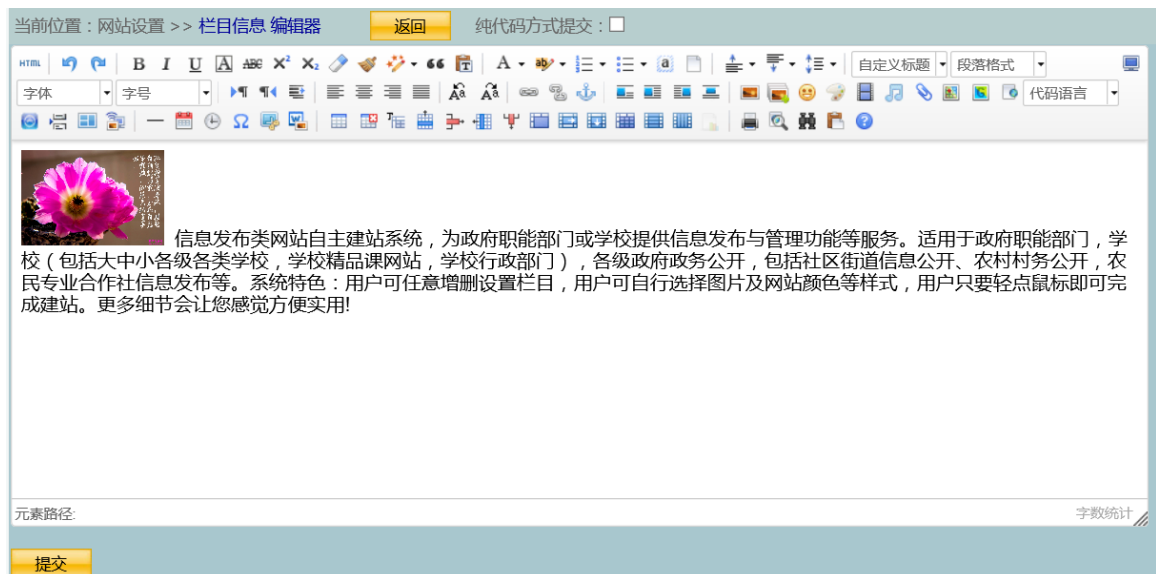 当前位置：网站设置 >> 栏目信息 编辑器 返回 纯代码方式提交：
HTML B I U A ABC X² X₂ 自定义标题 段落格式
字体 字号 代码语言
信息发布类网站自主建站系统，为政府职能部门或学校提供信息发布与管理功能等服务。适用于政府职能部门，学
校（包括大中小各级各类学校，学校精品课网站，学校行政部门），各级政府政务公开，包括社区街道信息公开、农村村务公开，农
民专业合作社信息发布等。系统特色：用户可任意增删设置栏目，用户可自行选择图片及网站颜色等样式，用户只要轻点鼠标即可完
成建站。更多细节会让您感觉方便实用!
元素路径: 字数统计
提交